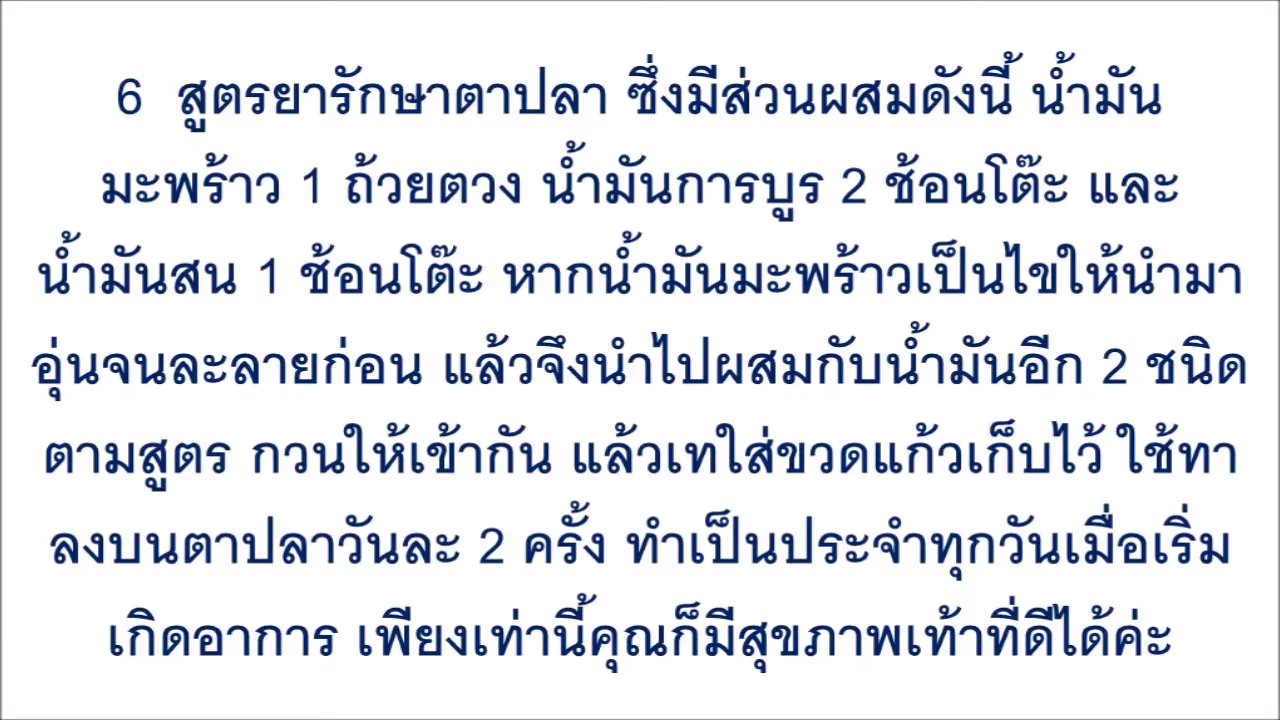 6  สูตรยารักษาตาปลา ซึ่งมีส่วนผสมดังนี้ น้ำมัน
มะพร้าว 1 ถ้วยตวง น้ำมันการบูร 2 ช้อนโต๊ะ และ
น้ำมันสน 1 ช้อนโต๊ะ หากน้ำมันมะพร้าวเป็นไขให้นำมา
อุ่นจนละลายก่อน แล้วจึงนำไปผสมกับน้ำมันอีก 2 ชนิด
ตามสูตร กวนให้เข้ากัน แล้วเทใส่ขวดแก้วเก็บไว้ ใช้ทา
ลงบนตาปลาวันละ 2 ครั้ง ทำเป็นประจำทุกวันเมื่อเริ่ม
เกิดอาการ เพียงเท่านี้คุณก็มีสุขภาพเท้าที่ดีได้ค่ะ